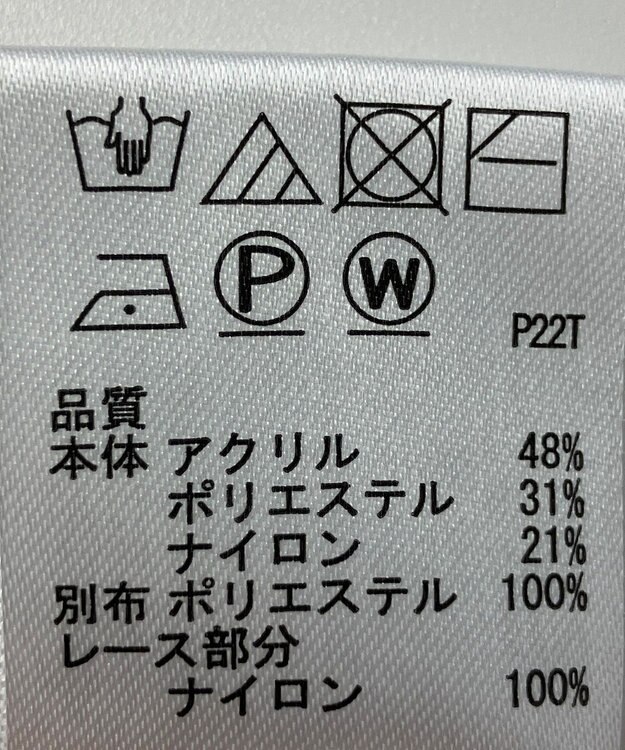 P W
P22T
品質
本体 アクリル 48%
ポリエステル 31%
ナイロン 21%
別布 ポリエステル 100%
レース部分
ナイロン 100%